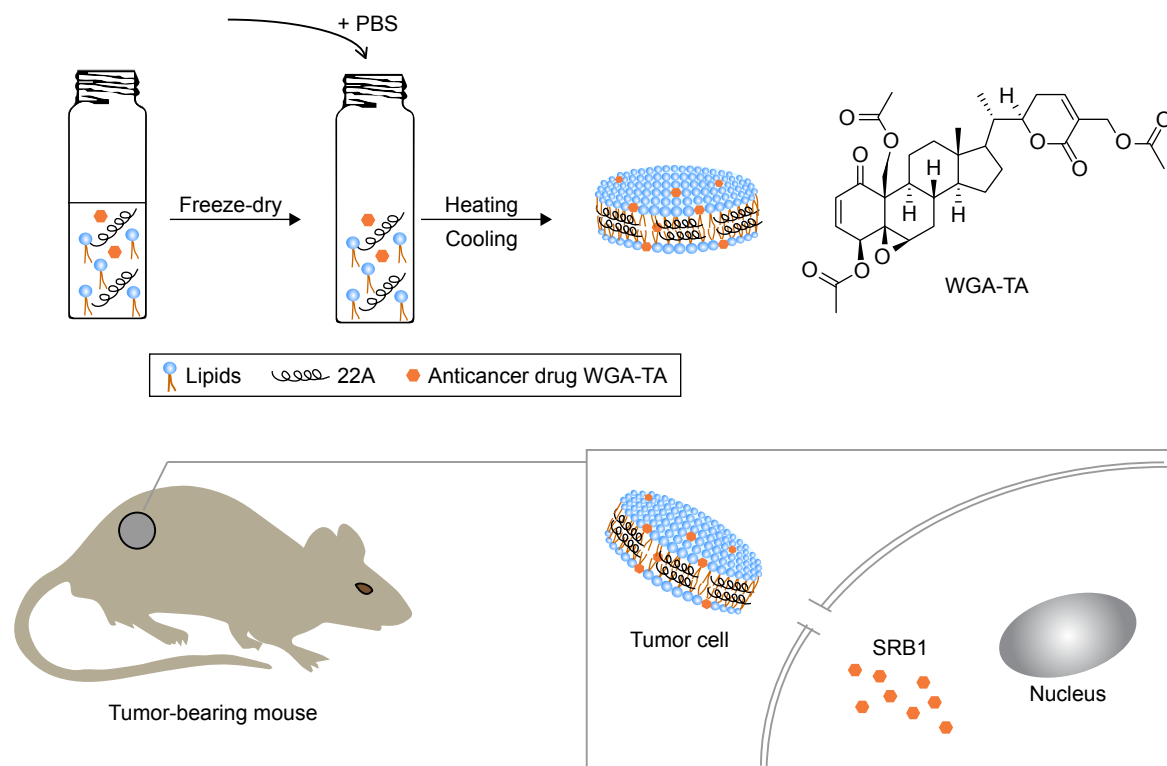 + PBS
Freeze-dry
Heating
Cooling
O
O
O
O
H
O
O
O
O
H
H
H
O
O
O
WGA-TA
Lipids
22A
Anticancer drug WGA-TA
Tumor cell
SRB1
Nucleus
Tumor-bearing mouse